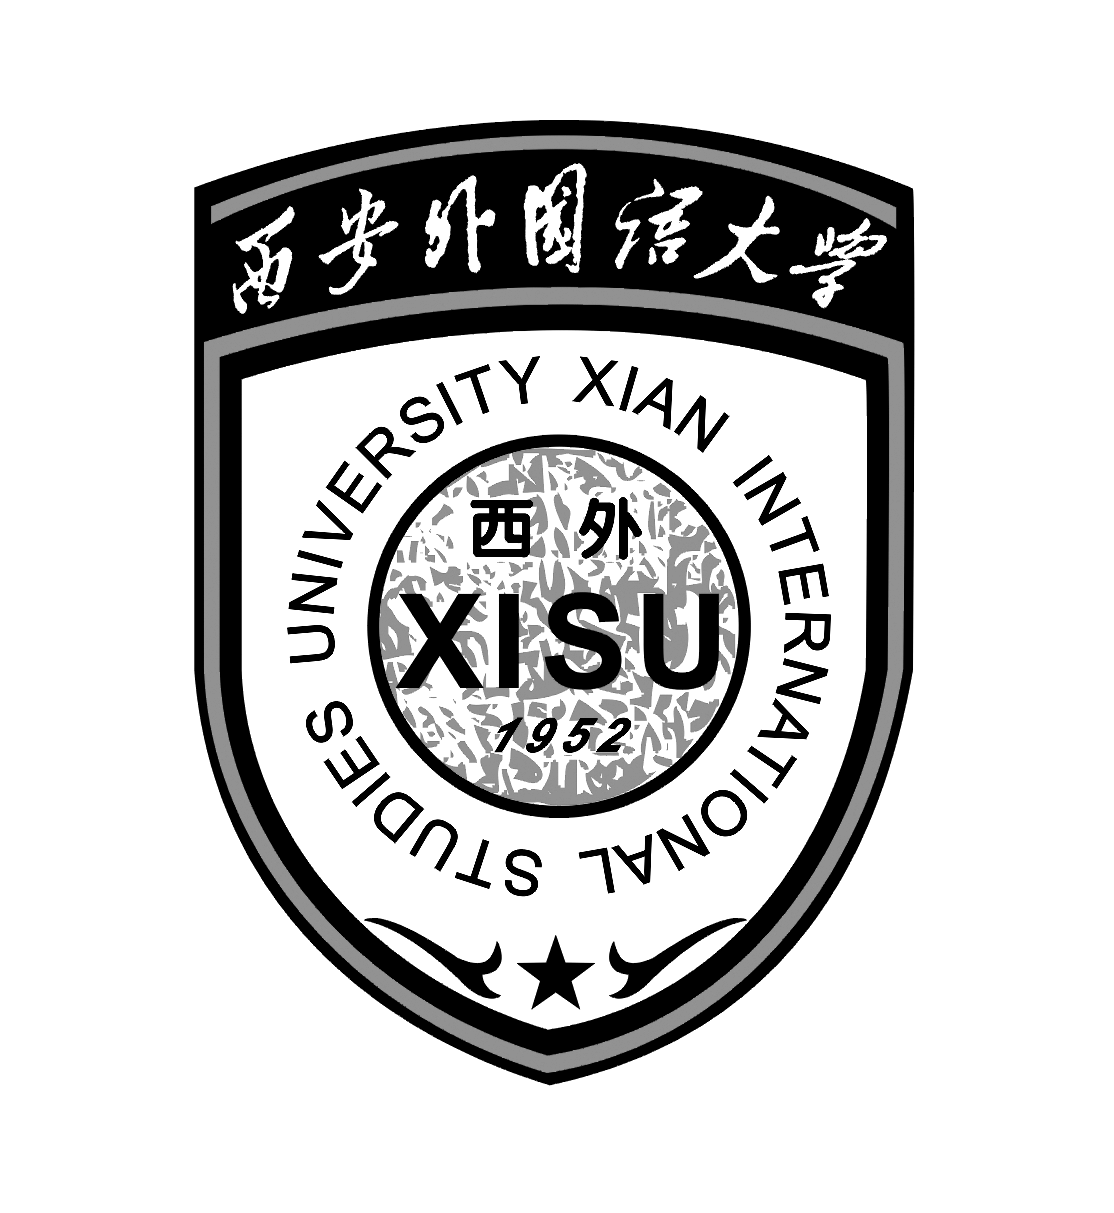 西安外国语大学
XIAN INTERNATIONAL STUDIES UNIVERSITY
西外
XISU
1952